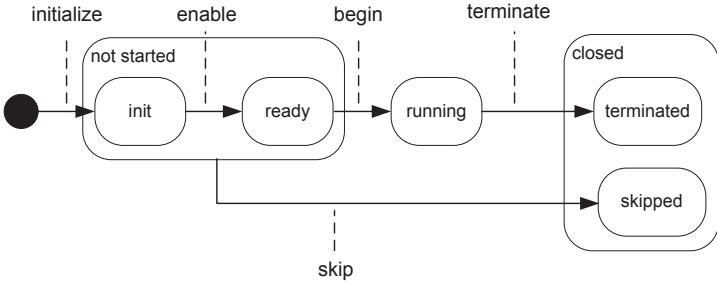 initialize
enable
begin
terminate
not started
closed
init
ready
running
terminated
skipped
skip